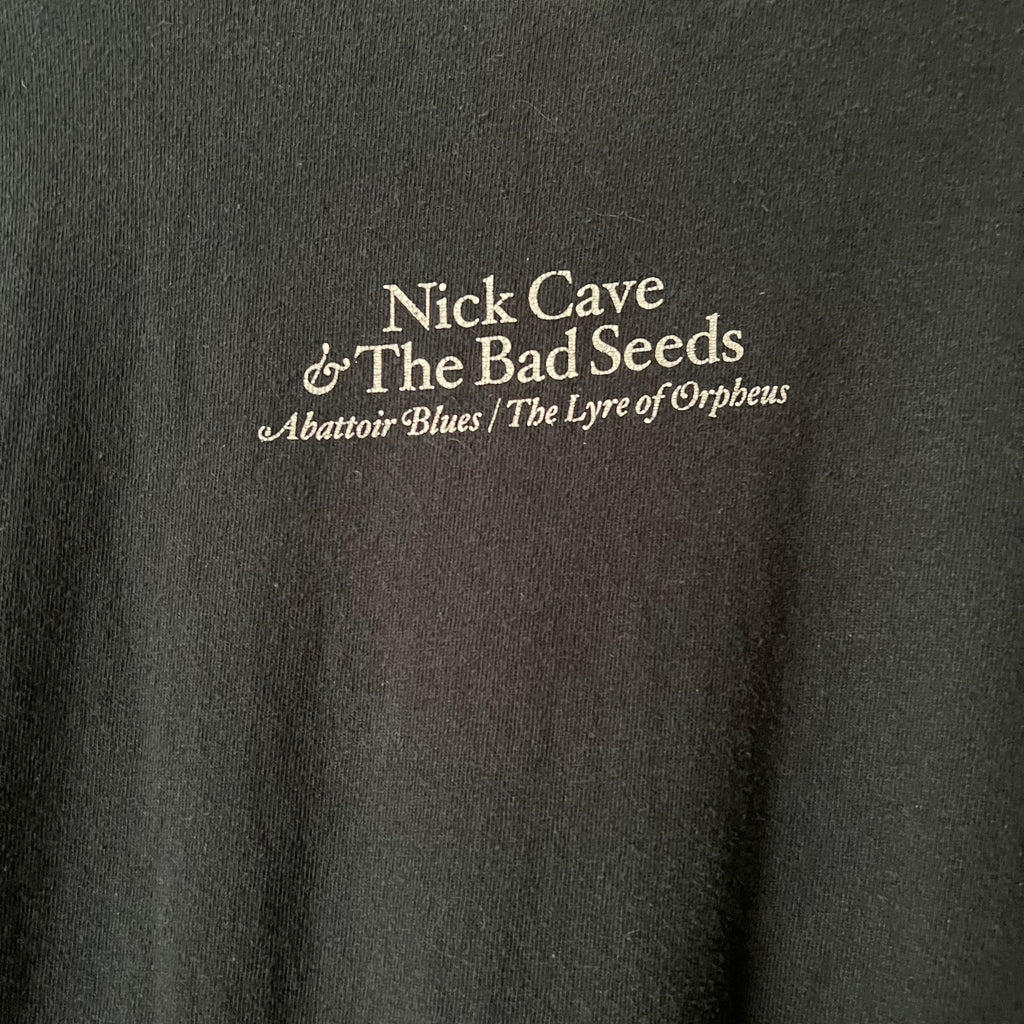 Nick Cave
& The Bad Seeds
Abattoir Blues / The Lyre of Orpheus